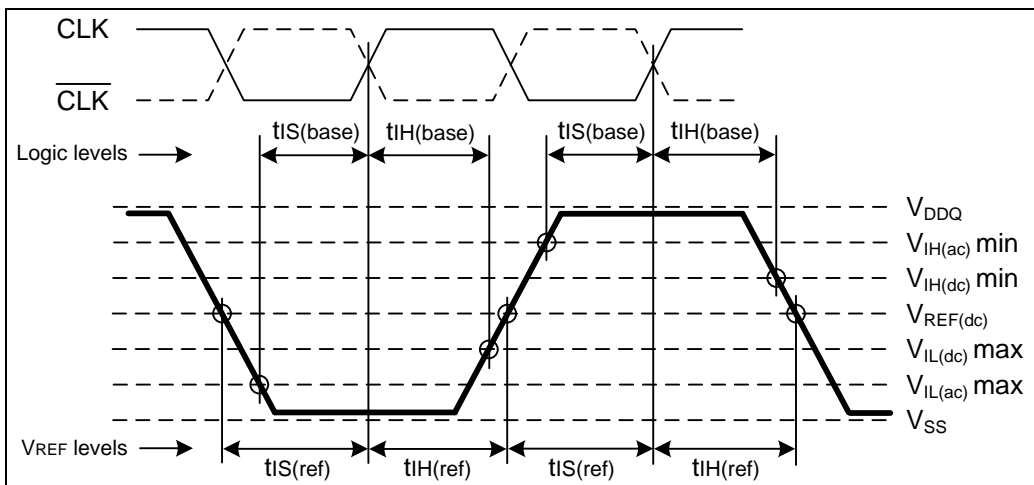 CLK
CLK
tIS(base) tIH(base) tIS(base) tIH(base)
Logic levels
VDDQ
VIH(ac) min
VIH(dc) min
VREF(dc)
VIL(dc) max
VIL(ac) max
VSS
VREF levels
tIS(ref) tIH(ref) tIS(ref) tIH(ref)